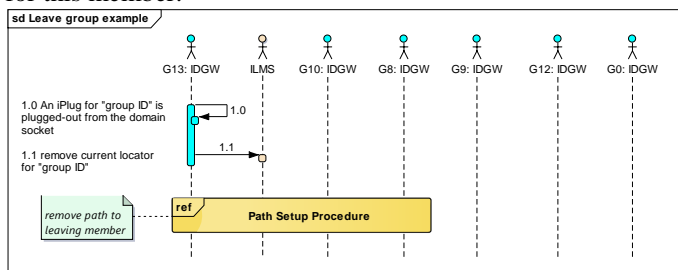 for this member.
sd Leave group example
G13: IDGW
ILMS
G10: IDGW
G8: IDGW
G9: IDGW
G12: IDGW
G0: IDGW
1.0 An iPlug for "group ID" is
plugged-out from the domain
socket
1.0
1.1 remove current locator
for "group ID"
1.1
ref
Path Setup Procedure
remove path to
leaving member